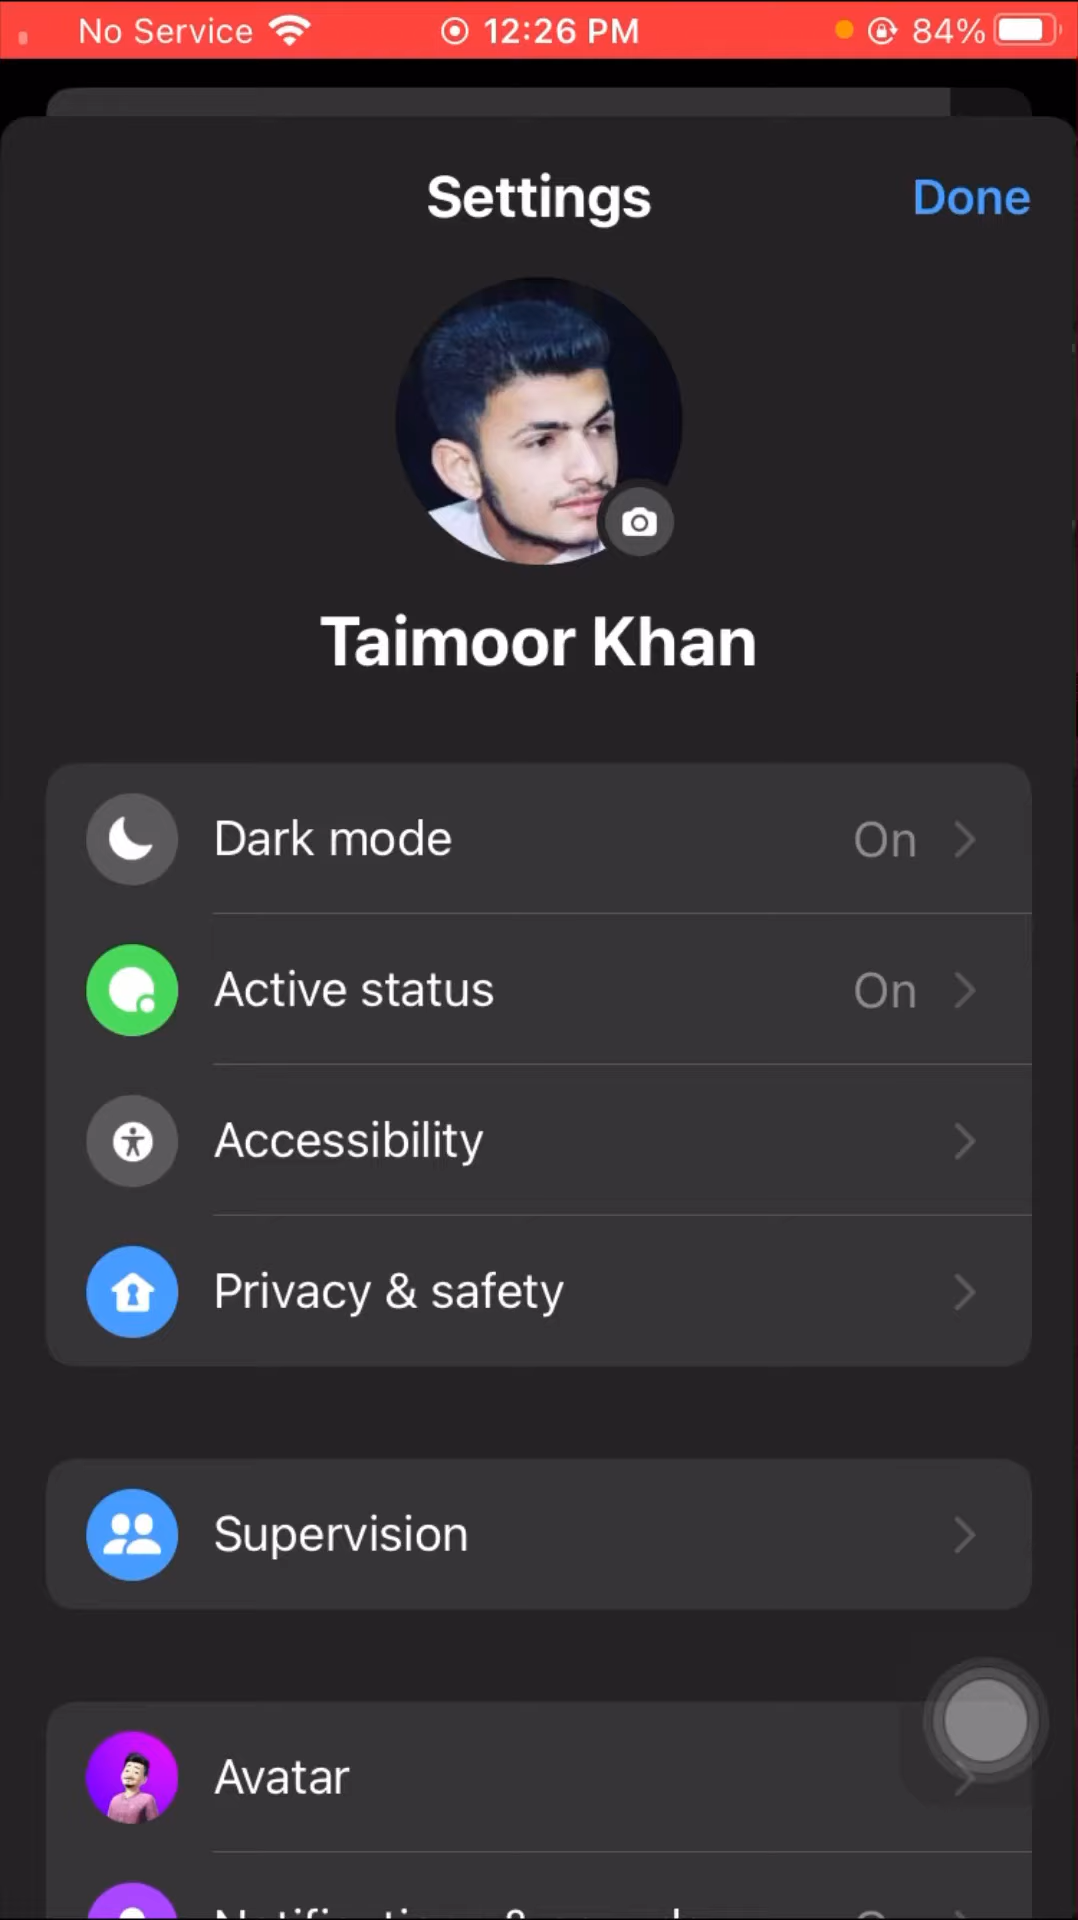 No Service 12:26 PM 84%
Settings Done
Taimoor Khan
Dark mode On
Active status On
Accessibility
Privacy & safety
Supervision
Avatar